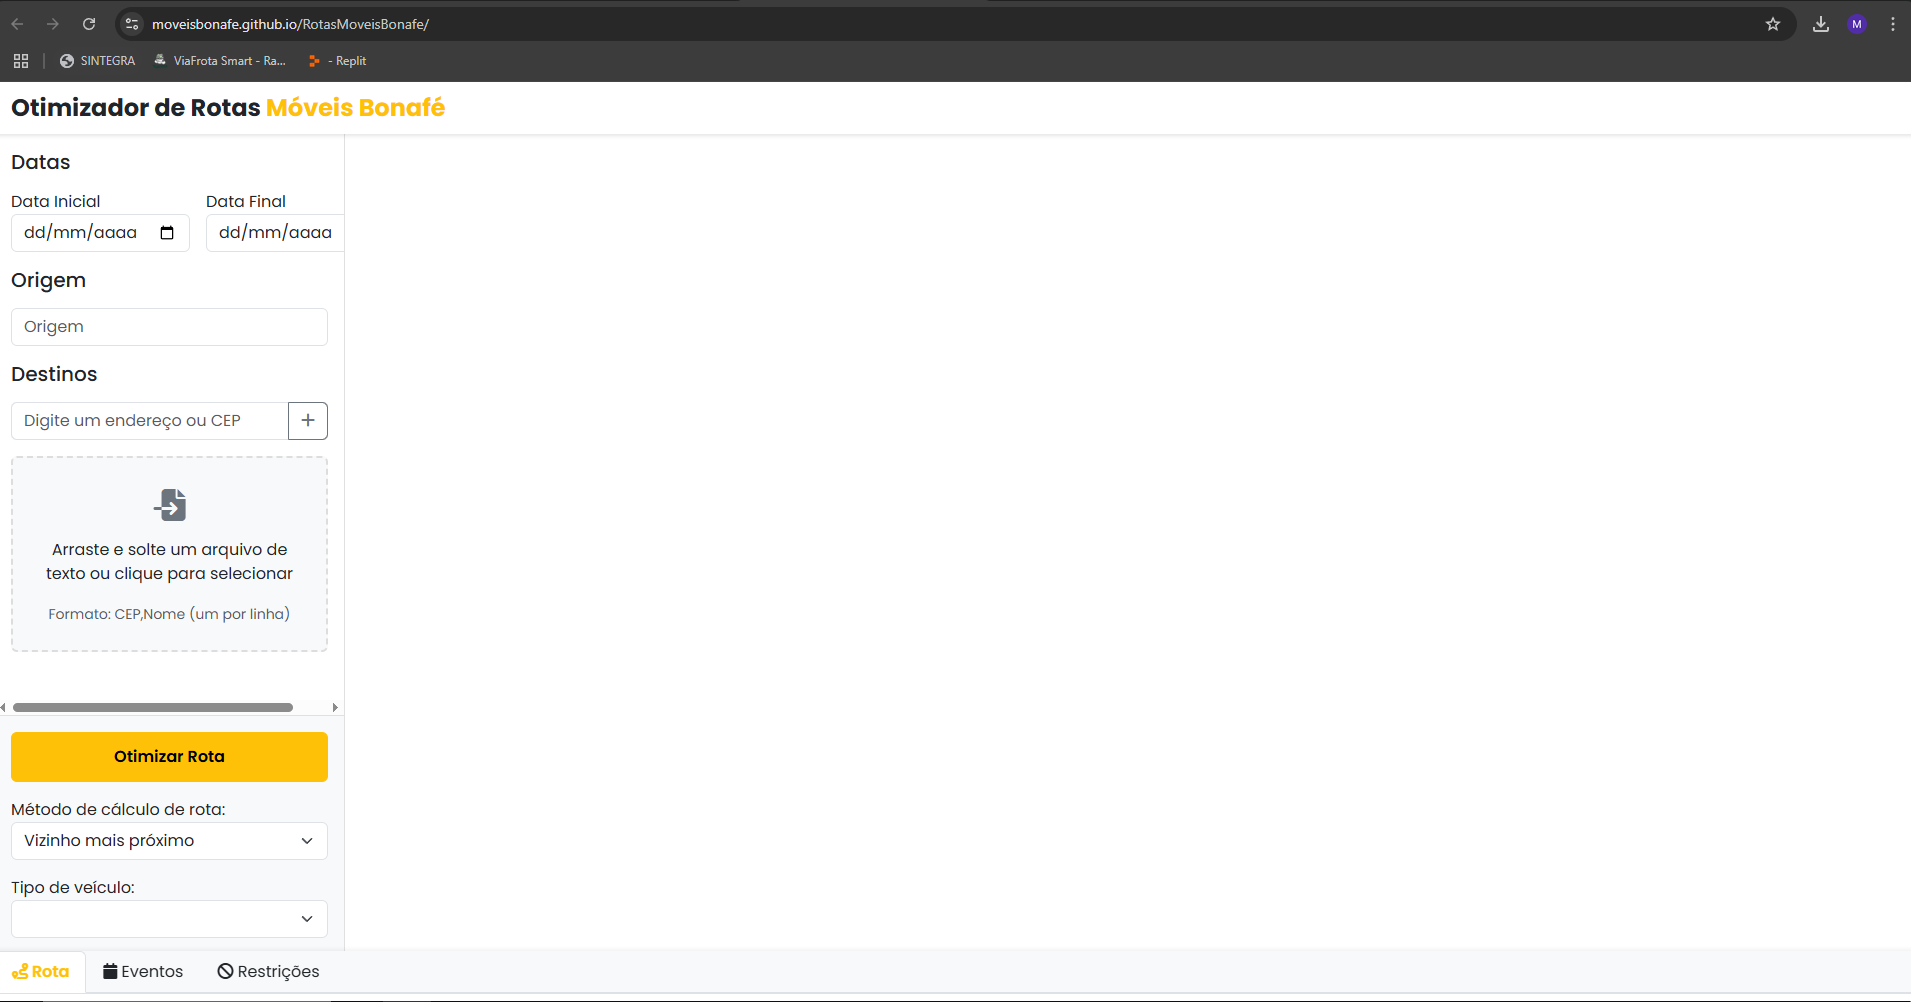 moveisbonafe.github.io/RotasMoveisBonafe/
M
SINTEGRA
ViaFrota Smart - Ra...
- Replit
Otimizador de Rotas Móveis Bonafé
Datas
Data Inicial
Data Final
dd/mm/aaaa
dd/mm/aaaa
Origem
Origem
Destinos
Digite um endereço ou CEP
Arraste e solte um arquivo de
texto ou clique para selecionar
Formato: CEP,Nome (um por linha)
Otimizar Rota
Método de cálculo de rota:
Vizinho mais próximo
Tipo de veículo:
Rota
Eventos
Restrições